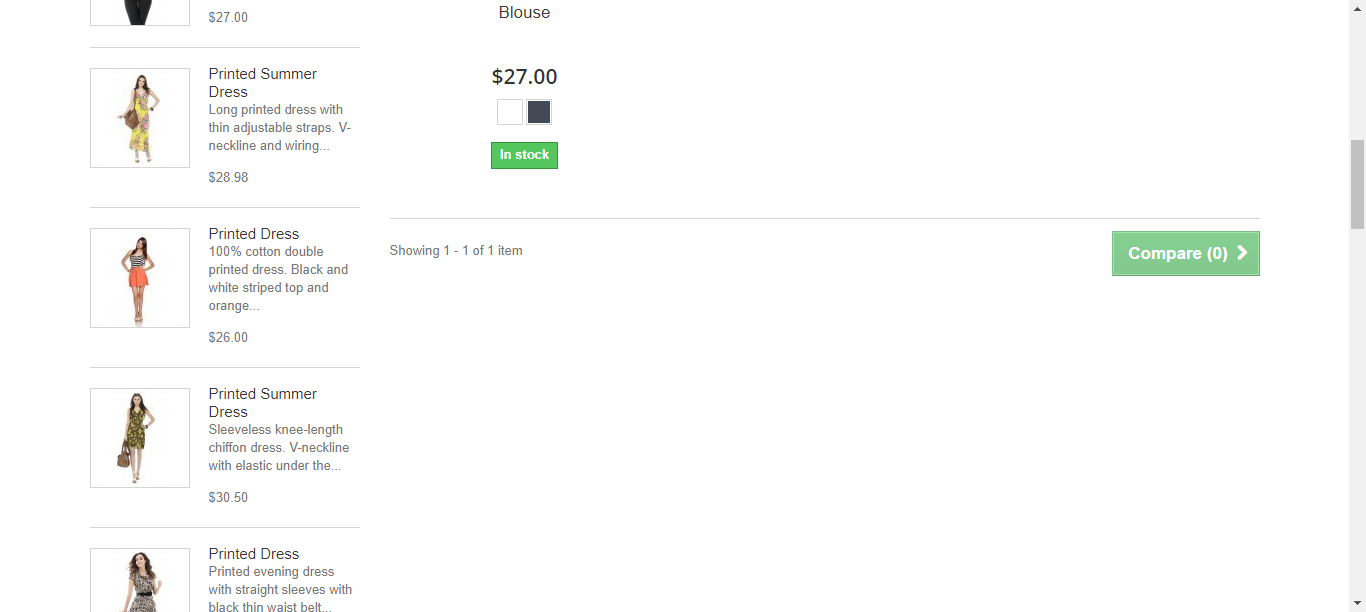 $27.00
Printed Summer
Dress
Long printed dress with
thin adjustable straps. V-
neckline and wiring...
$28.98
Printed Dress
100% cotton double
printed dress. Black and
white striped top and
orange...
$26.00
Printed Summer
Dress
Sleeveless knee-length
chiffon dress. V-neckline
with elastic under the...
$30.50
Printed Dress
Printed evening dress
with straight sleeves with
black thin waist belt...
Blouse
$27.00
In stock
Showing 1 - 1 of 1 item
Compare (0)